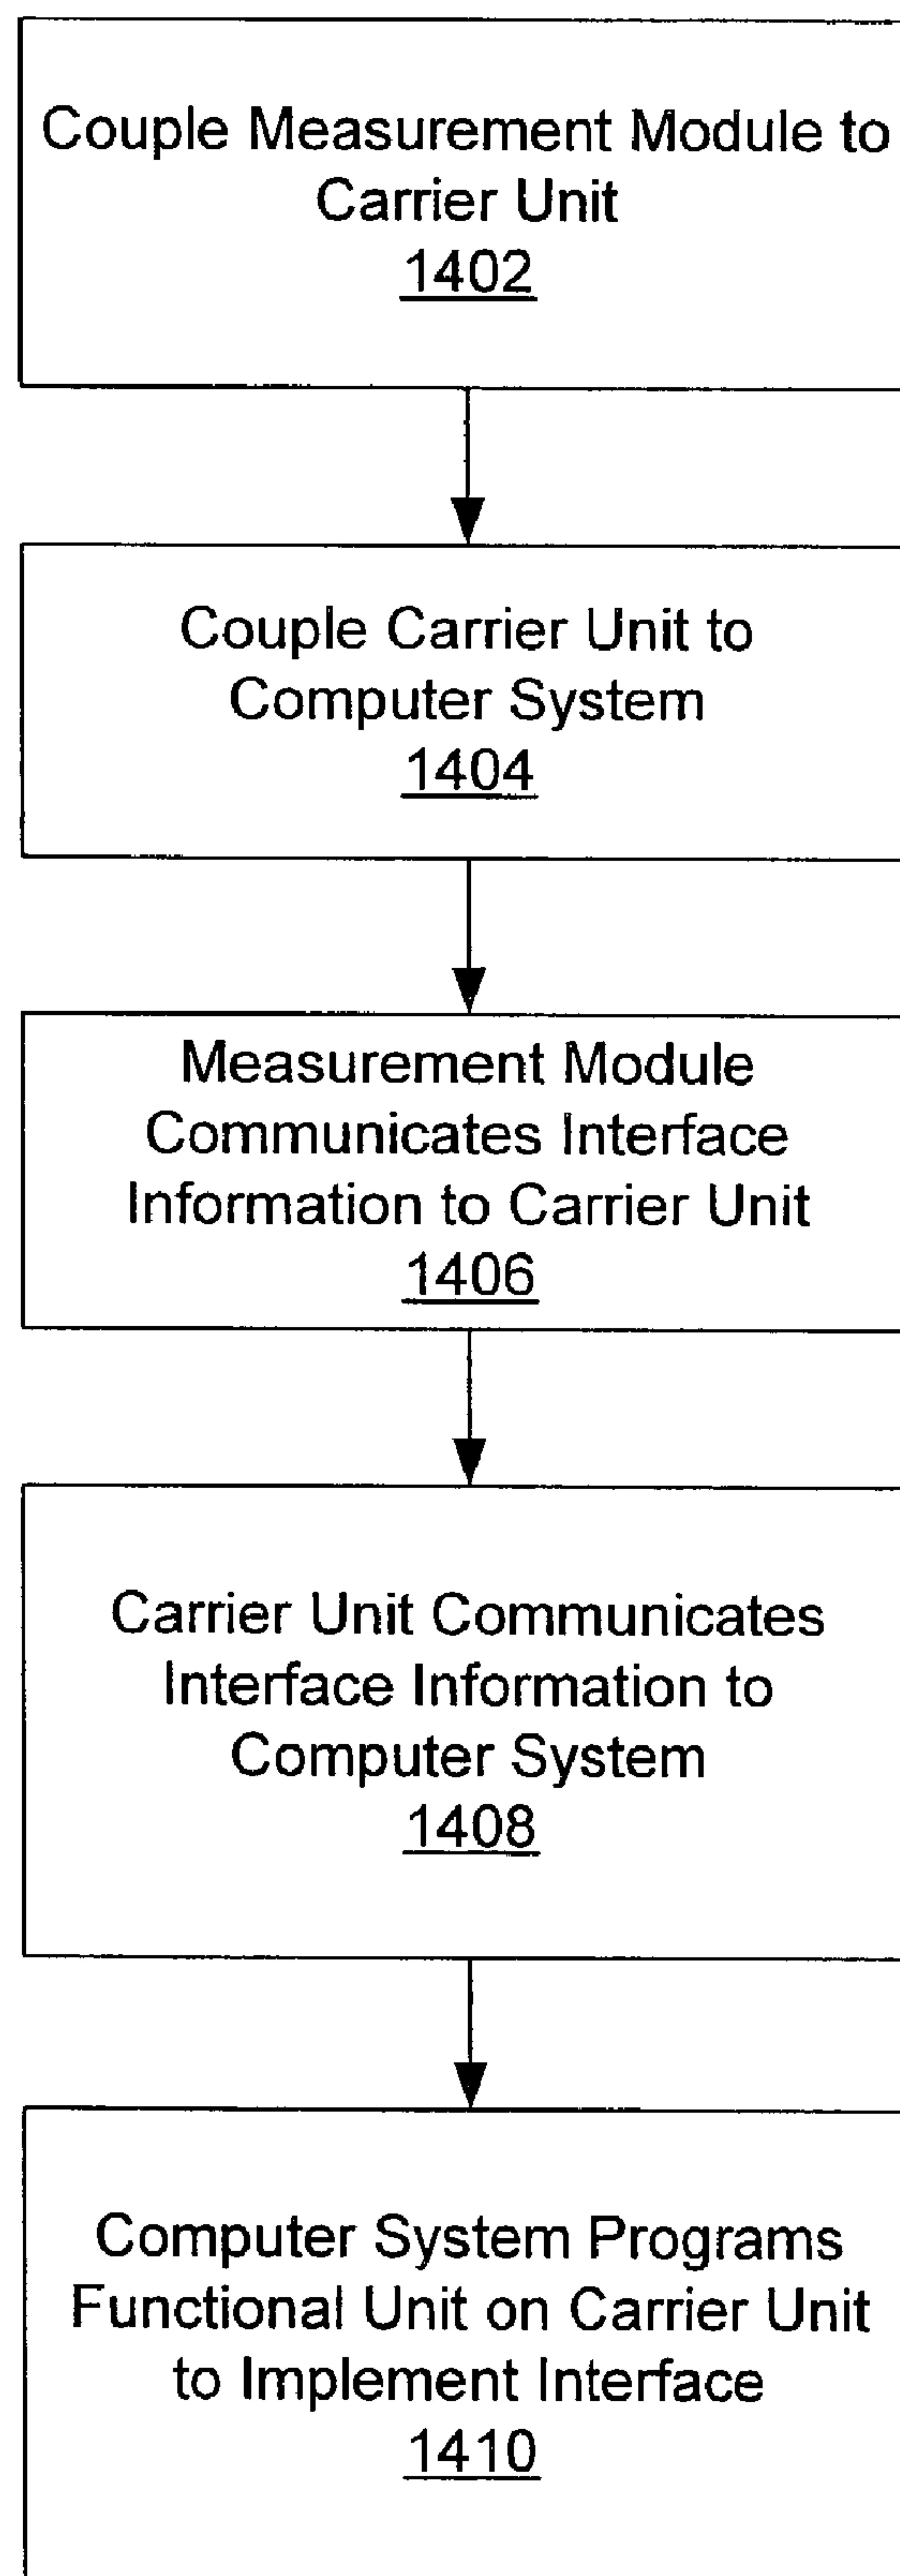 Couple Measurement Module to
Carrier Unit
1402
Couple Carrier Unit to
Computer System
1404
Measurement Module
Communicates Interface
Information to Carrier Unit
1406
Carrier Unit Communicates
Interface Information to
Computer System
1408
Computer System Programs
Functional Unit on Carrier Unit
to Implement Interface
1410